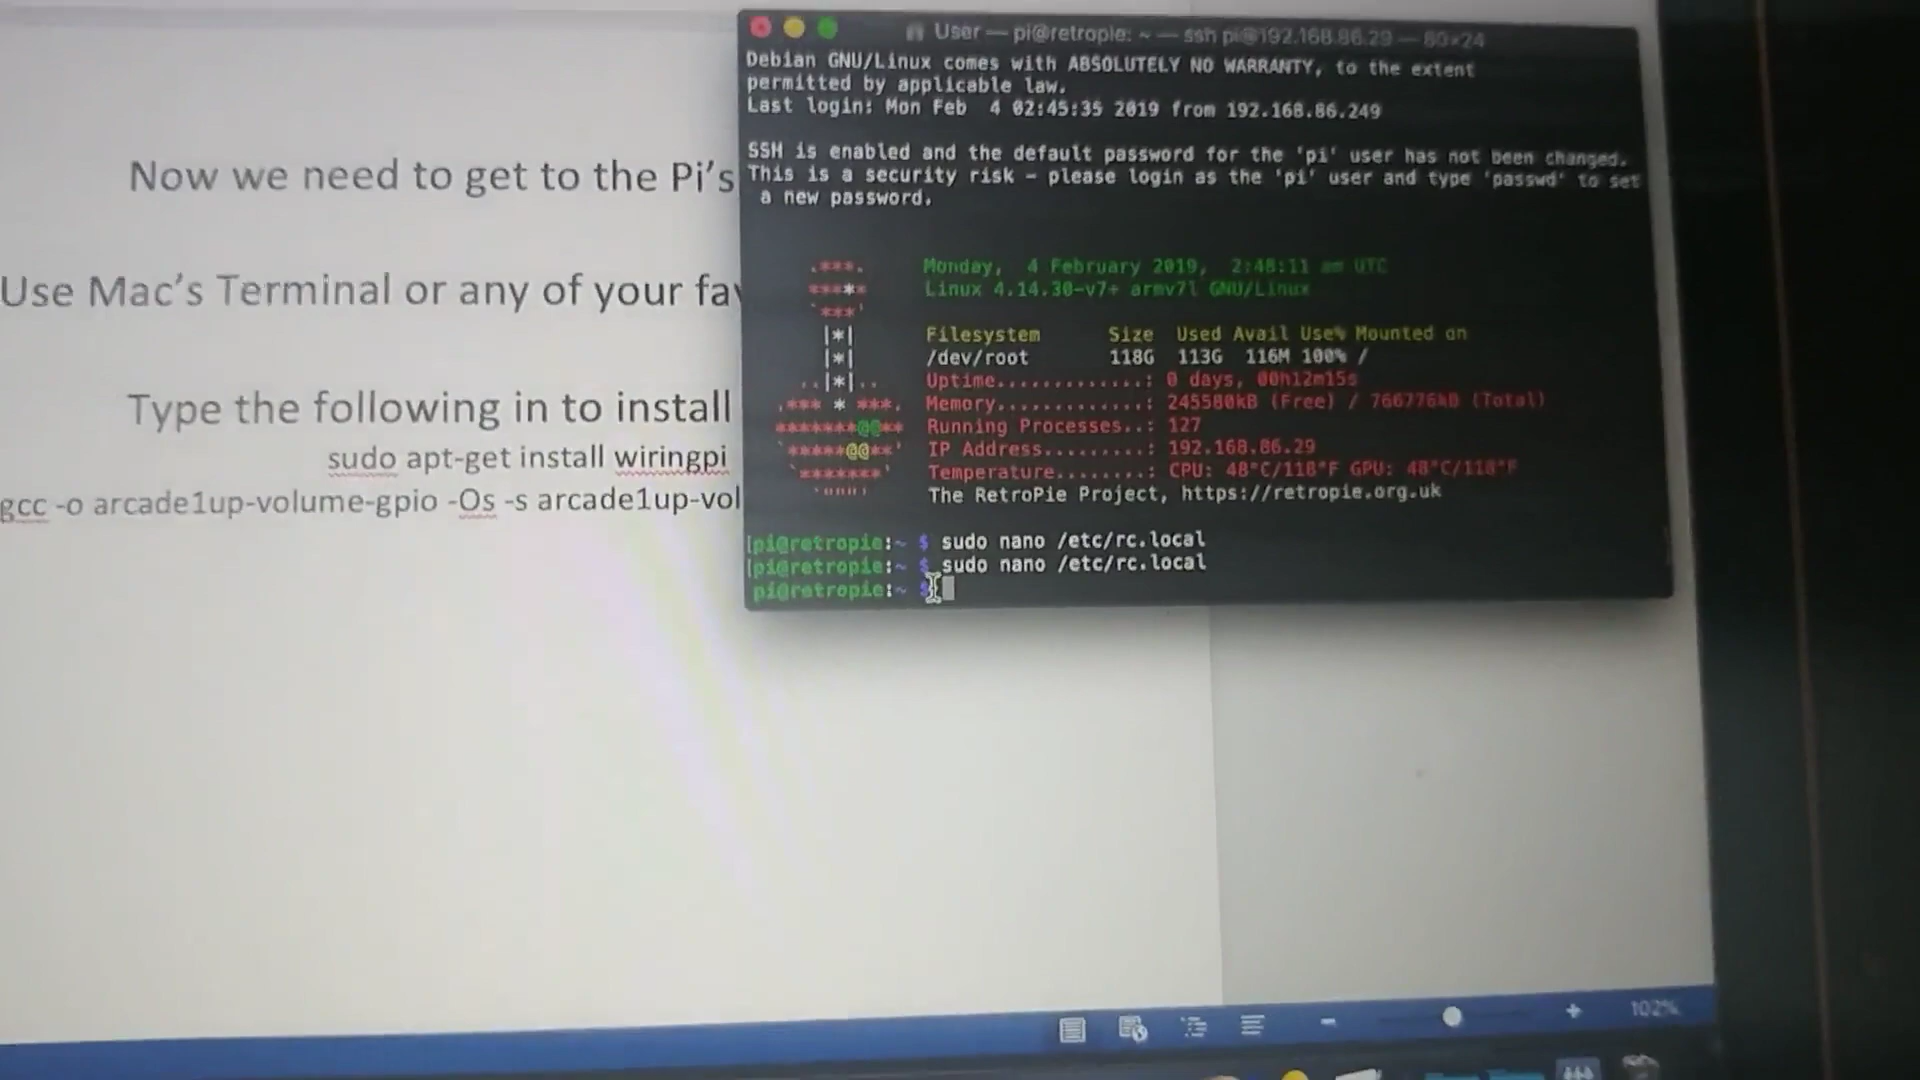 User — pi@retropie: ~ — ssh pi@192.168.86.29 — 80×24
Debian GNU/Linux comes with ABSOLUTELY NO WARRANTY, to the extent
permitted by applicable law.
Last login: Mon Feb  4 02:45:35 2019 from 192.168.86.249
SSH is enabled and the default password for the 'pi' user has not been changed.
This is a security risk - please login as the 'pi' user and type 'passwd' to set
a new password.
Monday,  4 February 2019,  2:48:11 am UTC
Linux 4.14.30-v7+ armv7l GNU/Linux
Filesystem      Size  Used Avail Use% Mounted on
/dev/root       118G  113G  116M 100% /
Uptime.............: 0 days, 00h12m15s
Memory.............: 245580kB (Free) / 766776kB (Total)
Running Processes..: 127
IP Address.........: 192.168.86.29
Temperature........: CPU: 48°C/118°F GPU: 48°C/118°F
The RetroPie Project, https://retropie.org.uk
[pi@retropie:~ $ sudo nano /etc/rc.local
[pi@retropie:~ $ sudo nano /etc/rc.local
pi@retropie:~ $
Now we need to get to the Pi's
Use Mac's Terminal or any of your fav
Type the following in to install
sudo apt-get install wiringpi
gcc -o arcade1up-volume-gpio -Os -s arcade1up-vol
102%